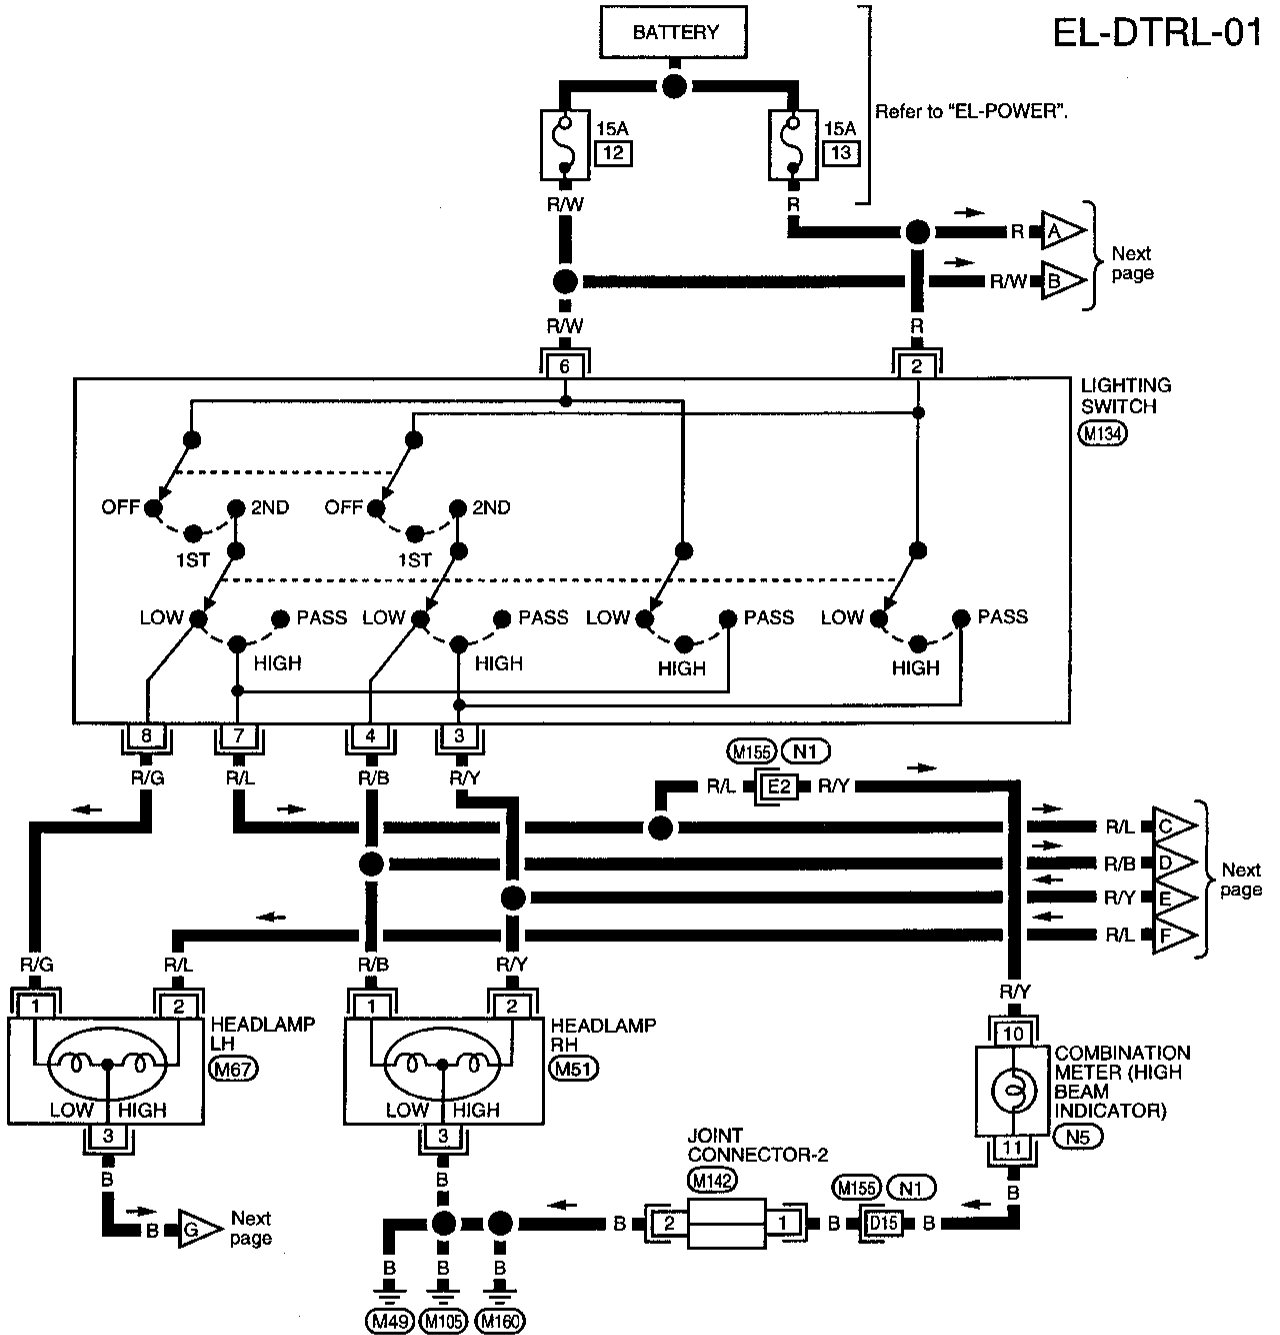 EL-DTRL-01
BATTERY
Refer to "EL-POWER".
15A
12
15A
13
R/W
R
R
A
R/W
B
Next
page
R/W
R
6
2
LIGHTING
SWITCH
M134
OFF
2ND
1ST
OFF
2ND
1ST
LOW
PASS
HIGH
LOW
PASS
HIGH
LOW
PASS
HIGH
LOW
PASS
HIGH
8
7
4
3
R/G
R/L
R/B
R/Y
M155
N1
R/L
E2
R/Y
R/L
C
R/B
D
R/Y
E
R/L
F
Next
page
R/G
R/L
R/B
R/Y
R/Y
1
2
HEADLAMP
LH
M67
LOW
HIGH
3
1
2
HEADLAMP
RH
M51
LOW
HIGH
3
10
COMBINATION
METER (HIGH
BEAM
INDICATOR)
N5
11
B
B
B
G
Next
page
B
JOINT
CONNECTOR-2
M142
M155
N1
B
2
1
B
D15
B
B
B
B
M49
M105
M160